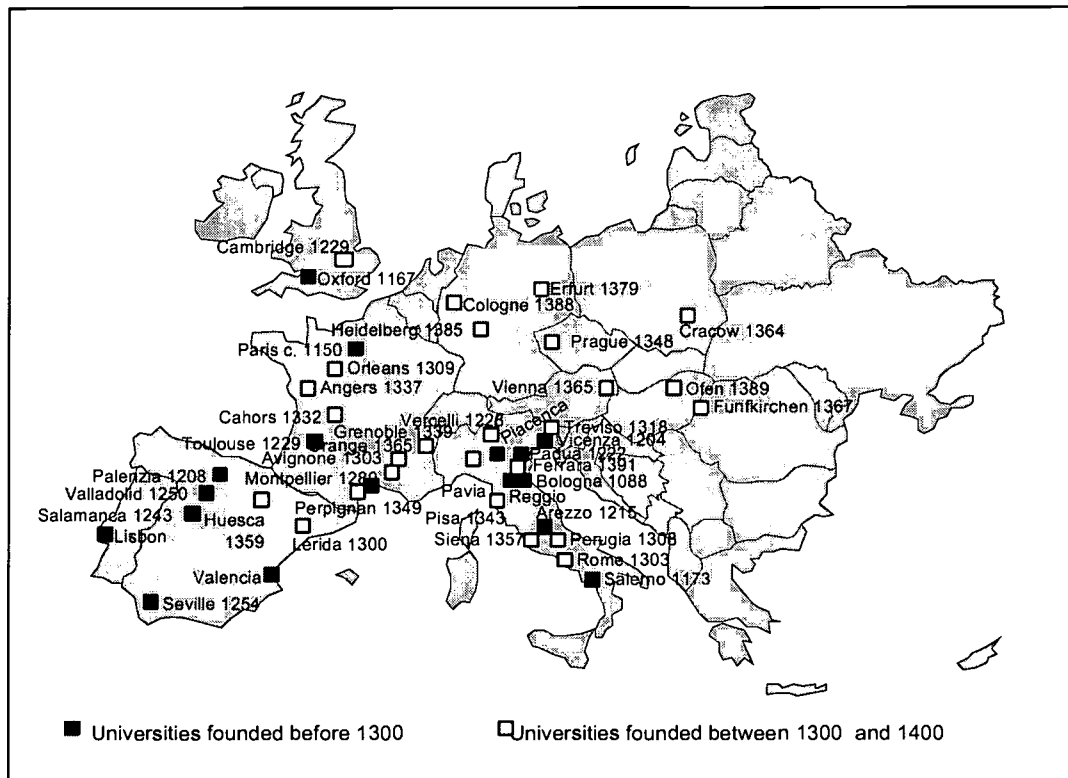 Cambridge 1229
Oxford 1167
Erfurt 1379
Cologne 1388
Heidelberg 1385
Cracow 1364
Prague 1348
Paris c. 1150
Orleans 1309
Angers 1337
Vienna 1365
Ofen 1389
Funfkirchen 1367
Cahors 1332
Vercelli 1228
Piacenca
Treviso 1318
Grenoble 1339
Toulouse 1229
Orange 1365
Vicenza 1204
Avignone 1303
Padua 1222
Ferrara 1391
Palenzia 1208
Montpellier 1289
Bologna 1088
Valladolid 1250
Pavia
Reggio
Perpignan 1349
Salamanca 1243
Huesca
1359
Pisa 1343
Arezzo 1215
Lisbon
Lerida 1300
Siena 1357
Perugia 1308
Rome 1303
Valencia
Salerno 1173
Seville 1254
Universities founded before 1300
Universities founded between 1300 and 1400